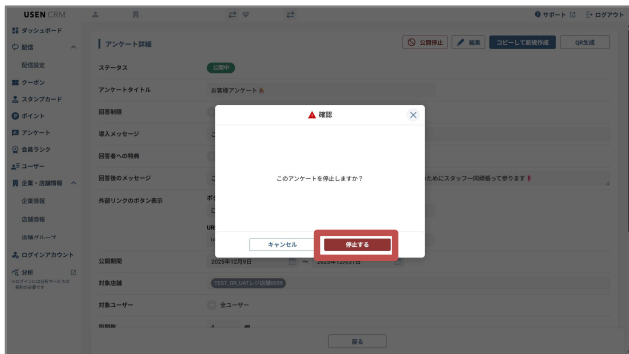 USEN CRM
サポート
ログアウト
ダッシュボード
配信
配信設定
クーポン
スタンプカード
ポイント
アンケート
会員ランク
ユーザー
企業・店舗情報
企業情報
店舗情報
店舗グループ
ログインアカウント
分析
アンケート詳細
公開停止
編集
コピーして新規作成
QR生成
ステータス
公開中
アンケートタイトル
お客様アンケート
回答制限
導入メッセージ
回答者への特典
回答後のメッセージ
ためにスタッフ一同頑張って参ります
外部リンクのボタン表示
確認
このアンケートを停止しますか?
キャンセル
停止する
公開期間
2025年12月9日
~
2025年12月31日
対象店舗
対象ユーザー
全ユーザー
戻る